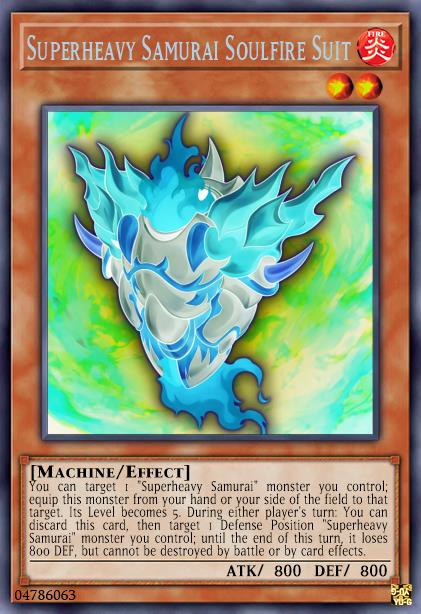 SUPERHEAVY SAMURAI SOULFIRE SUIT
FIRE
炎
[MACHINE/EFFECT]
You can target 1 "Superheavy Samurai" monster you control;
equip this monster from your hand or your side of the field to that
target. Its Level becomes 5. During either player's turn: You can
discard this card, then target 1 Defense Position "Superheavy
Samurai" monster you control; until the end of this turn, it loses
800 DEF, but cannot be destroyed by battle or by card effects.
ATK/ 800 DEF/ 800
04786063